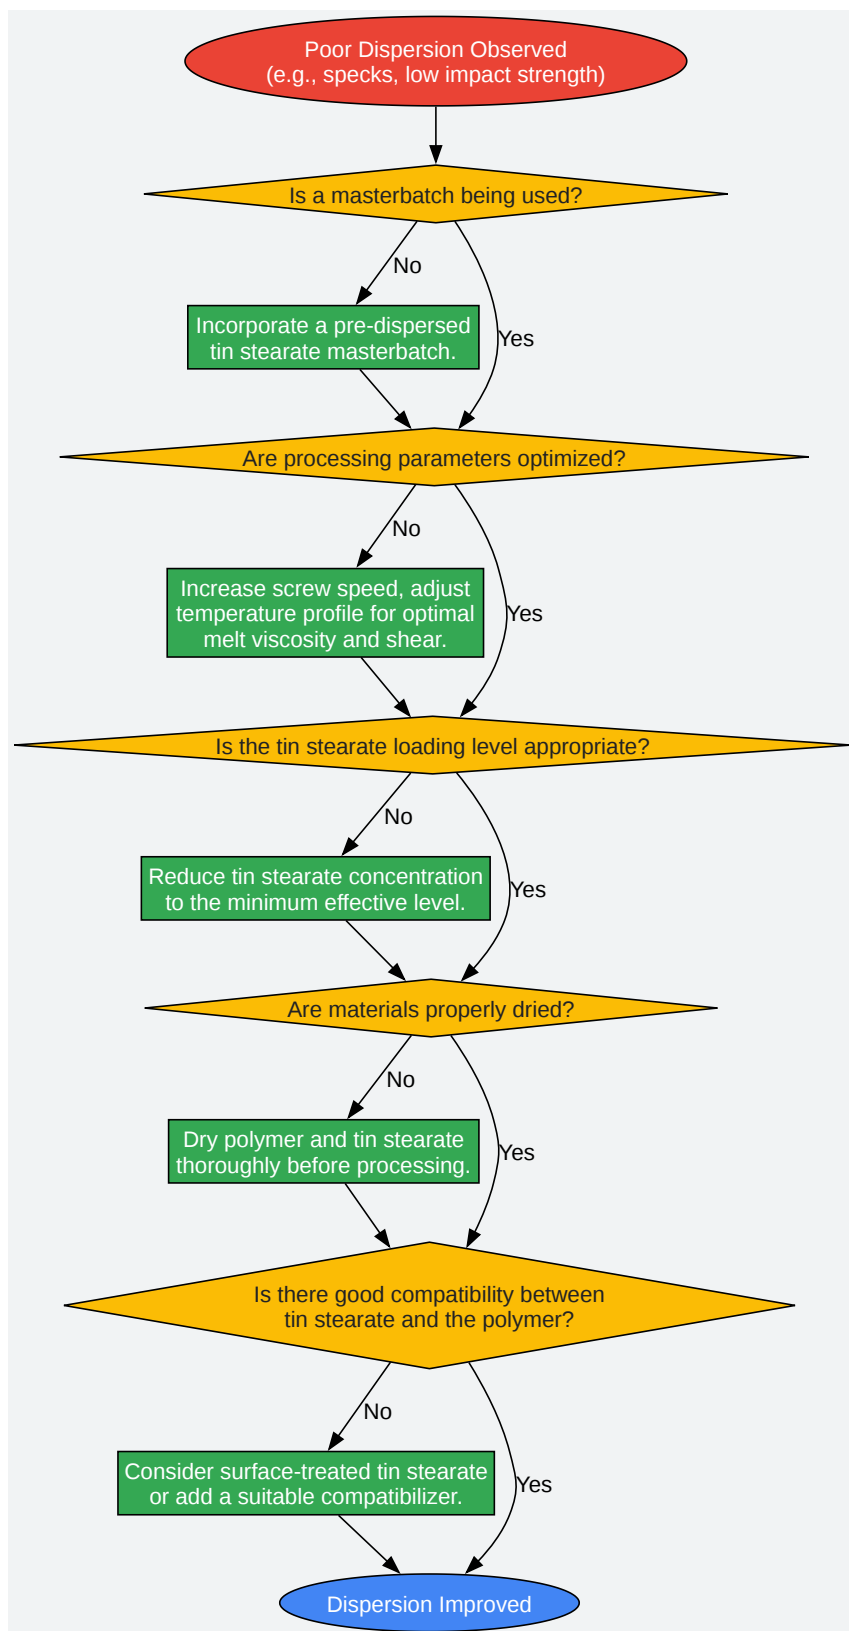 Poor Dispersion Observed
(e.g., specks, low impact strength)
Is a masterbatch being used?
No
Incorporate a pre-dispersed
tin stearate masterbatch.
Yes
Are processing parameters optimized?
No
Increase screw speed, adjust
temperature profile for optimal
melt viscosity and shear.
Yes
Is the tin stearate loading level appropriate?
No
Reduce tin stearate concentration
to the minimum effective level.
Yes
Are materials properly dried?
No
Dry polymer and tin stearate
thoroughly before processing.
Yes
Is there good compatibility between
tin stearate and the polymer?
No
Consider surface-treated tin stearate
or add a suitable compatibilizer.
Yes
Dispersion Improved